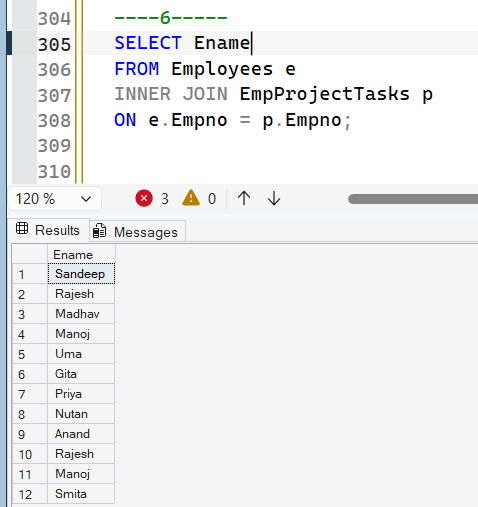 304 ----6-----
305 SELECT Ename
306 FROM Employees e
307 INNER JOIN EmpProjectTasks p
308 ON e.Empno = p.Empno;
309
310
120 % 3 0
Results Messages
Ename
1 Sandeep
2 Rajesh
3 Madhav
4 Manoj
5 Uma
6 Gita
7 Priya
8 Nutan
9 Anand
10 Rajesh
11 Manoj
12 Smita